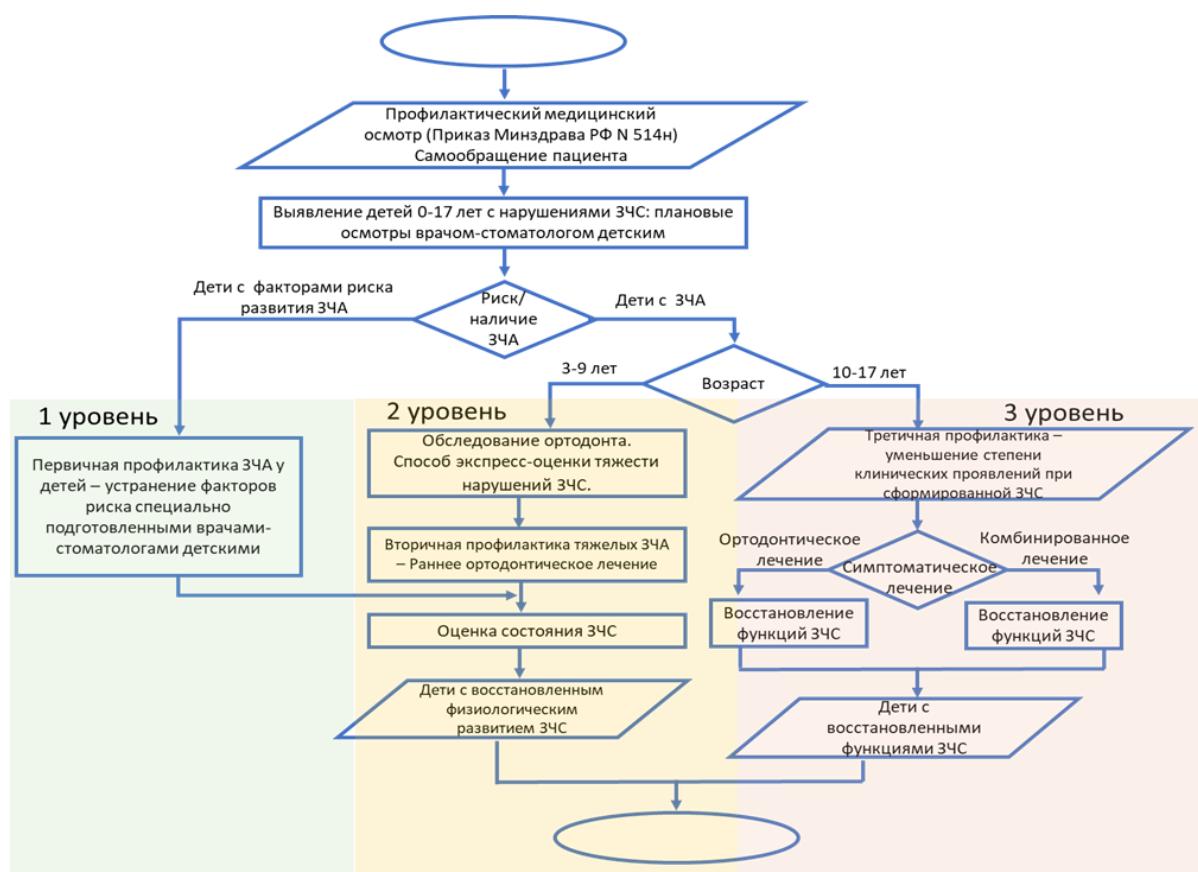 Профилактический медицинский
осмотр (Приказ Минздрава РФ N 514н)
Самообращение пациента
Выявление детей 0-17 лет с нарушениями ЗЧС: плановые
осмотры врачом-стоматологом детским
Дети с факторами риска
развития ЗЧА
Риск/
наличие
ЗЧА
Дети с ЗЧА
3-9 лет
Возраст
10-17 лет
1 уровень
Первичная профилактика ЗЧА у
детей – устранение факторов
риска специально
подготовленными врачами-
стоматологами детскими
2 уровень
Обследование ортодонта.
Способ экспресс-оценки тяжести
нарушений ЗЧС.
Вторичная профилактика тяжелых ЗЧА
– Раннее ортодонтическое лечение
Оценка состояния ЗЧС
Дети с восстановленным
физиологическим
развитием ЗЧС
3 уровень
Третичная профилактика –
уменьшение степени
клинических проявлений при
сформированной ЗЧС
Ортодонтическое
лечение
Симптоматическое
лечение
Комбинированное
лечение
Восстановление
функций ЗЧС
Восстановление
функций ЗЧС
Дети с
восстановленными
функциями ЗЧС